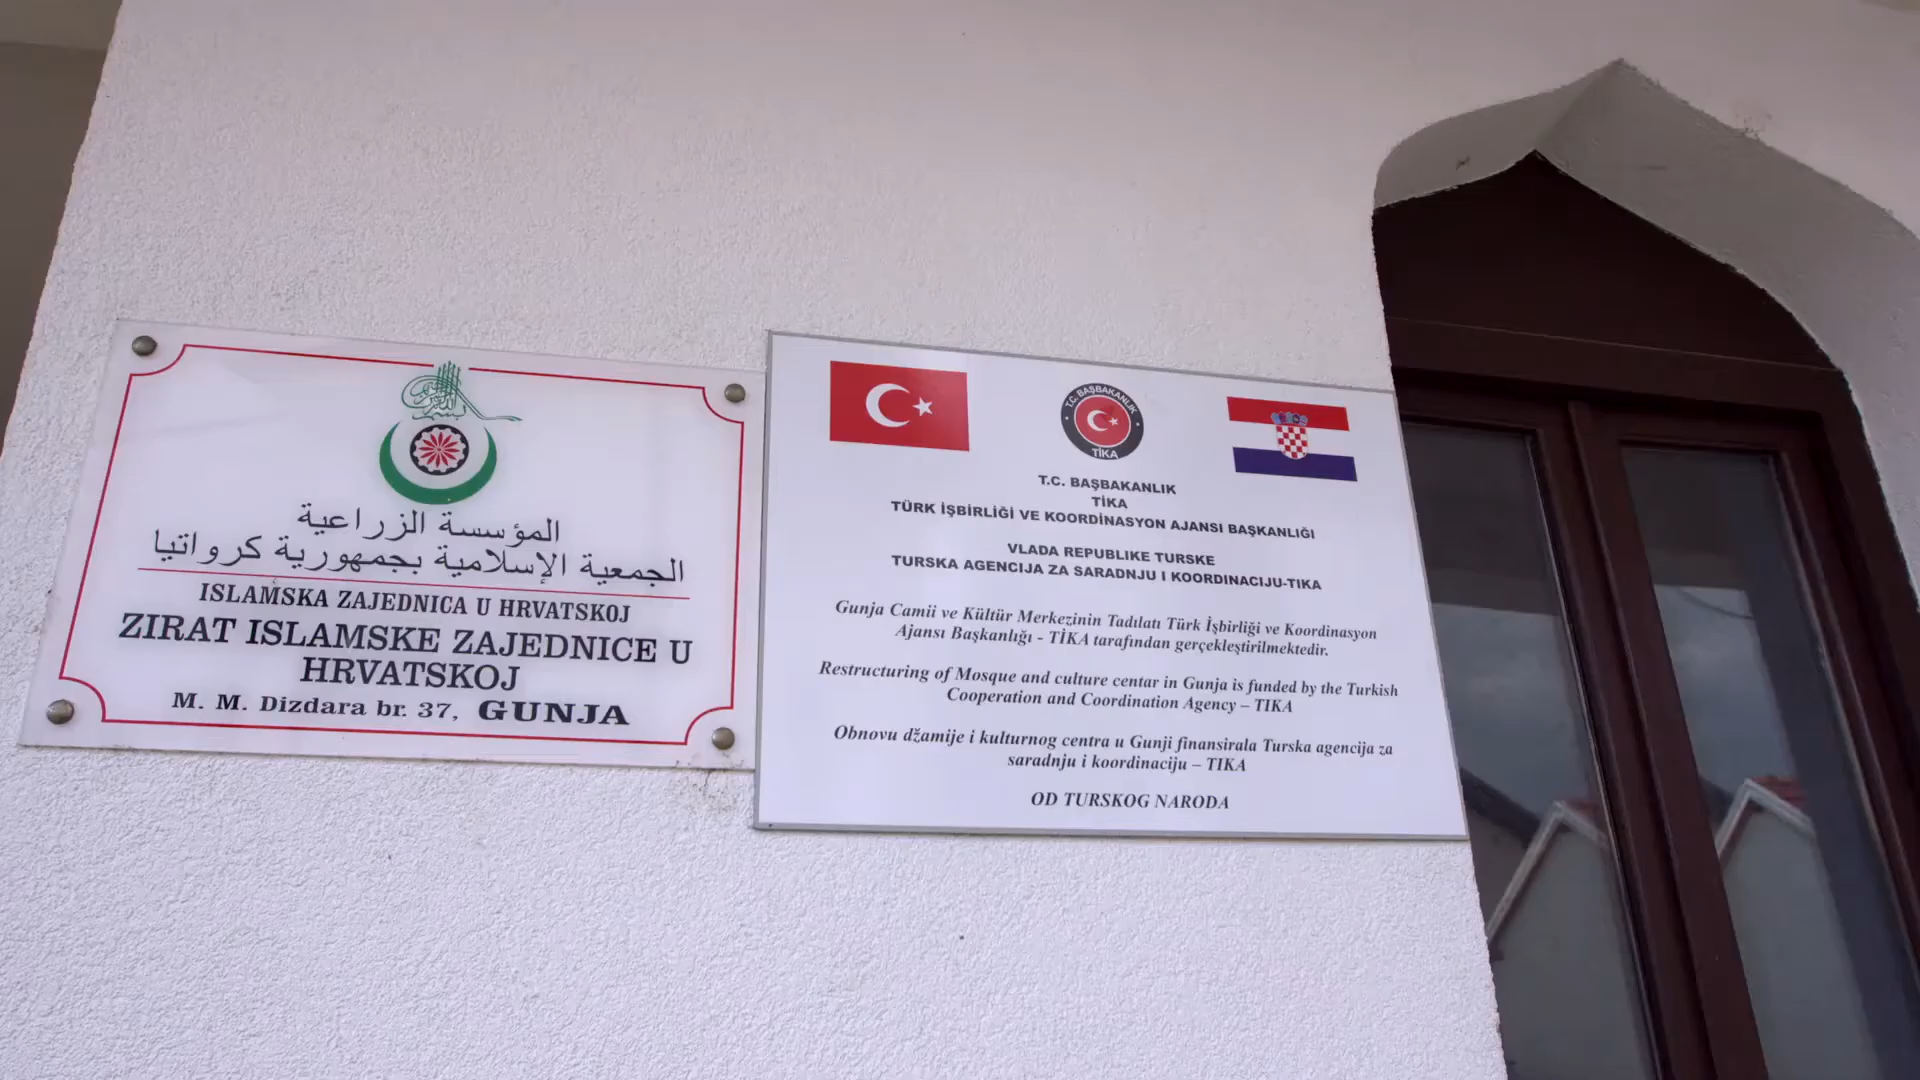 المؤسسة الزراعية
الجمعية الإسلامية بجمهورية كرواتيا
ISLAMSKA ZAJEDNICA U HRVATSKOJ
ZIRAT ISLAMSKE ZAJEDNICE U
HRVATSKOJ
M. M. Dizdara br. 37, GUNJA
T.C. BAŞBAKANLIK
TİKA
T.C. BAŞBAKANLIK
TİKA
TÜRK İŞBİRLİĞİ VE KOORDİNASYON AJANSI BAŞKANLIĞI
VLADA REPUBLIKE TURSKE
TURSKA AGENCIJA ZA SARADNJU I KOORDINACIJU-TIKA
Gunja Camii ve Kültür Merkezinin Tadilatı Türk İşbirliği ve Koordinasyon
Ajansı Başkanlığı - TİKA tarafından gerçekleştirilmektedir.
Restructuring of Mosque and culture centar in Gunja is funded by the Turkish
Cooperation and Coordination Agency – TIKA
Obnovu džamije i kulturnog centra u Gunji finansirala Turska agencija za
saradnju i koordinaciju – TIKA
OD TURSKOG NARODA